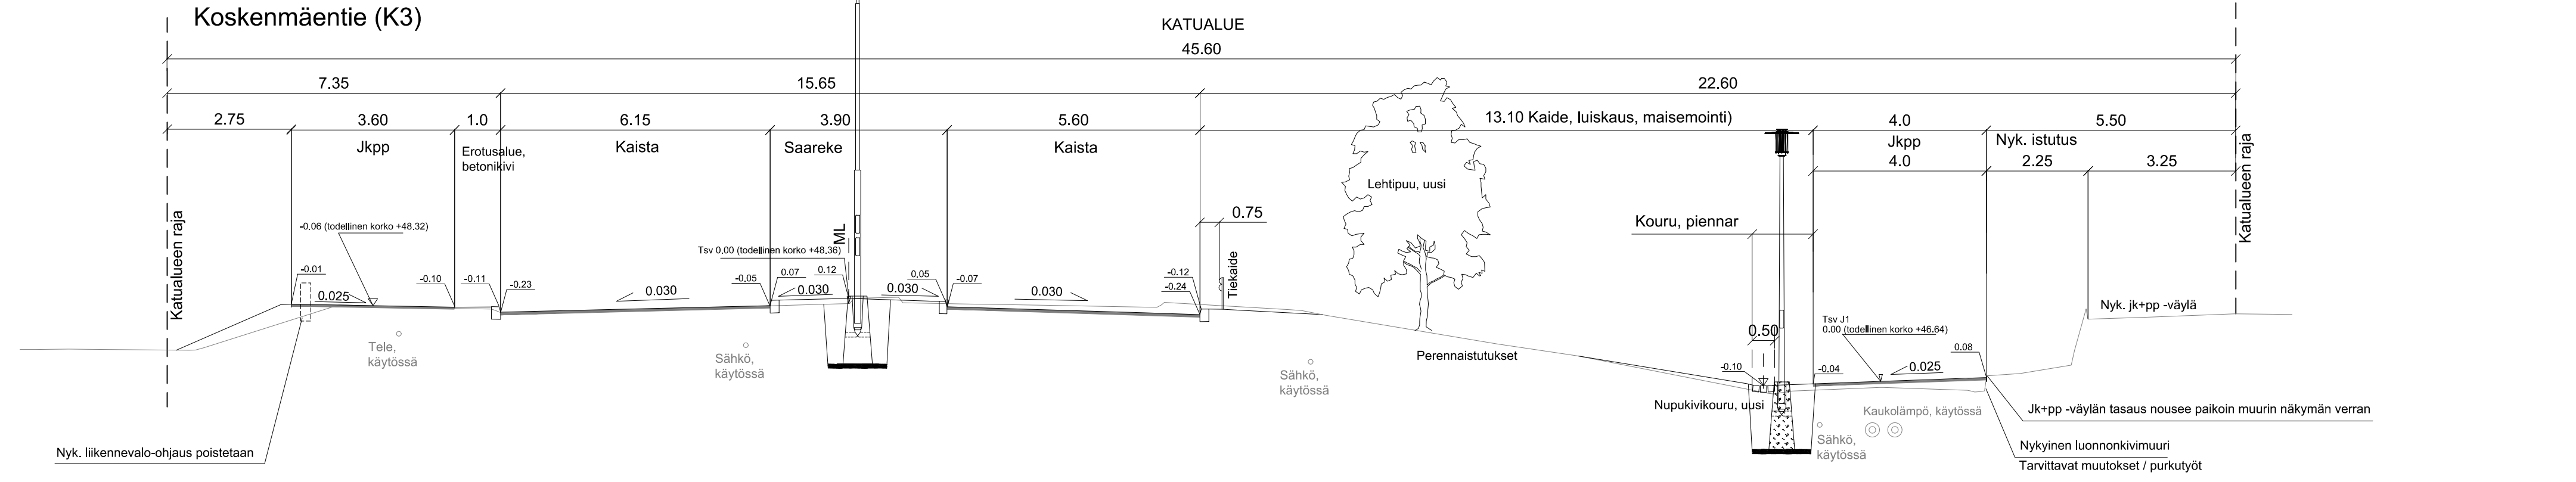 Koskenmäentie (K3)
KATUALUE
45.60
7.35
15.65
22.60
2.75
3.60
1.0
6.15
3.90
5.60
13.10 Kaide, luiskaus, maisemointi)
4.0
5.50
Jkpp
Erotusalue,
betonikivi
Kaista
Saareke
Kaista
Jkpp
Nyk. istutus
4.0
2.25
3.25
Katualueen raja
Lehtipuu, uusi
Katualueen raja
0.75
Kouru, piennar
-0.06 (todellinen korko +48,32)
ML
Tsv 0,00 (todellinen korko +48,36)
Tiekaide
-0.01
0.025
-0.10
-0.11
-0.23
0.030
-0.05
0.07
0.030
0.12
0.030
0.05
-0.07
0.030
-0.12
-0.24
Nyk. jk+pp -väylä
Tsv J1
0.00 (todellinen korko +46,64)
0.50
Tele,
käytössä
Sähkö,
käytössä
Sähkö,
käytössä
Perennaistutukset
-0.10
-0.04
0.025
0.08
Nupukivikouru, uusi
Kaukolämpö, käytössä
Jk+pp -väylän tasaus nousee paikoin muurin näkymän verran
Sähkö,
käytössä
Nykyinen luonnonkivimuuri
Tarvittavat muutokset / purkutyöt
Nyk. liikennevalo-ohjaus poistetaan